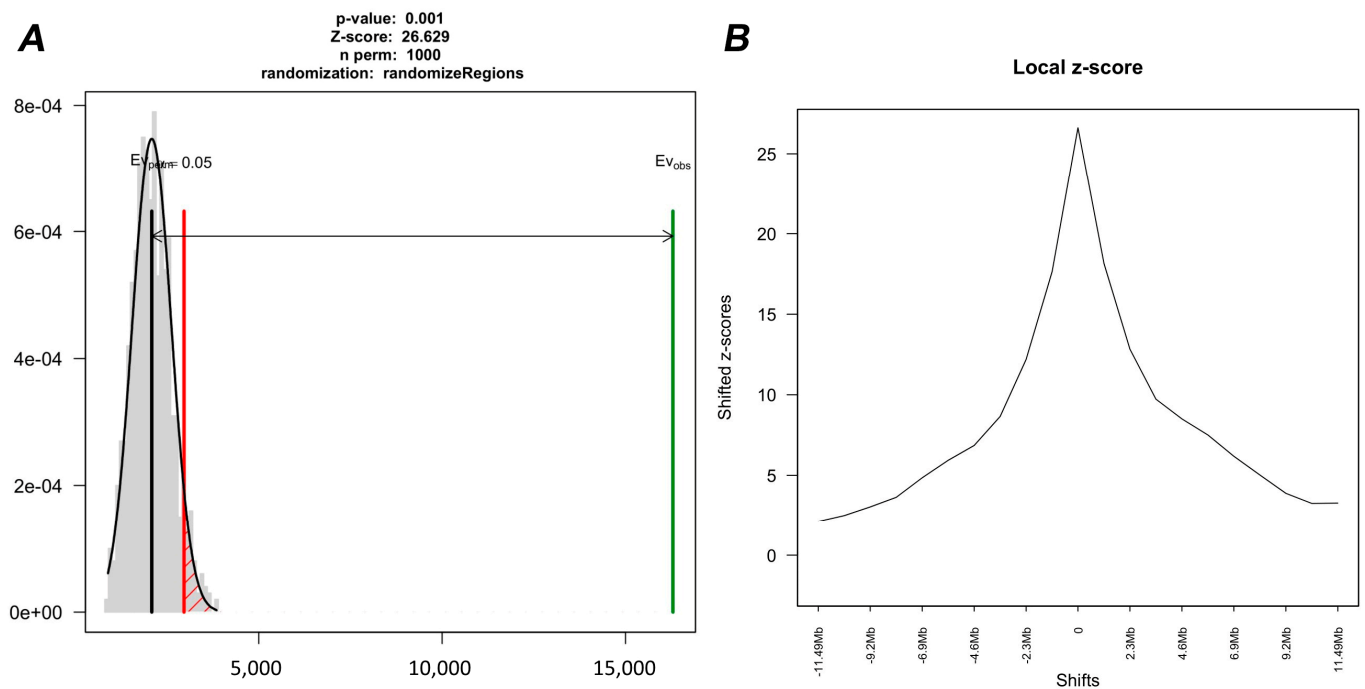 A
p-value: 0.001
Z-score: 26.629
n perm: 1000
randomization: randomizeRegions
8e-04
6e-04
4e-04
2e-04
0e+00
Evperm = 0.05
Evobs
5,000
10,000
15,000
B
Local z-score
Shifted z-scores
25
20
15
10
5
0
-11.49Mb
-9.2Mb
-6.9Mb
-4.6Mb
-2.3Mb
0
2.3Mb
4.6Mb
6.9Mb
9.2Mb
11.49Mb
Shifts